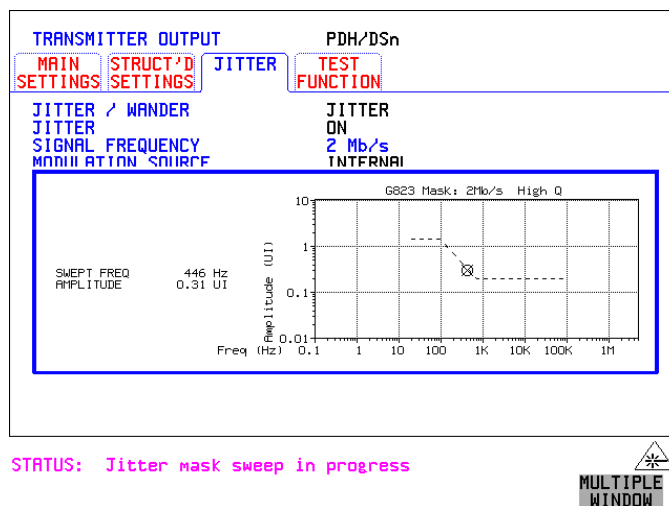 TRANSMITTER OUTPUT PDH/DSn
MAIN SETTINGS STRUCT'D SETTINGS JITTER TEST FUNCTION
JITTER / WANDER JITTER
JITTER ON
SIGNAL FREQUENCY 2 Mb/s
MODULATION SOURCE INTERNAL
G823 Mask: 2Mb/s High Q
10
1
0.1
0.01
Amplitude (UI)
SWEPT FREQ 446 Hz
AMPLITUDE 0.31 UI
Freq (Hz) 0.1 1 10 100 1K 10K 100K 1M
STATUS: Jitter mask sweep in progress
MULTIPLE
WINDOW